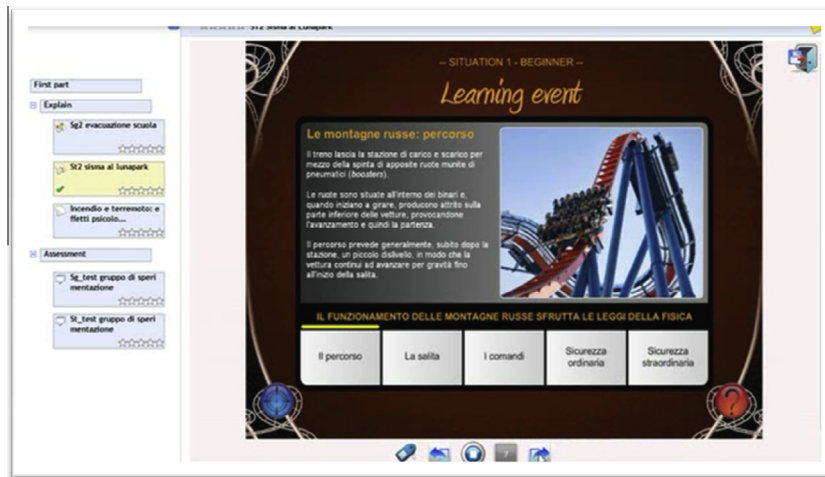 St2 Sisma al Lunapark
First part
Explain
Sg2 evacuazione scuola
St2 sisma al lunapark
Incendio e terremoto: e
ffetti psicolo...
Assessment
Sg_test gruppo di speri
mentazione
St_test gruppo di speri
mentazione
-- SITUATION 1 - BEGINNER --
Learning event
Le montagne russe: percorso
Il treno lascia la stazione di carico e scarico per
mezzo della spinta di apposite ruote munite di
pneumatici (boosters).
Le ruote sono situate all'interno dei binari e,
quando iniziano a girare, producono attrito sulla
parte inferiore delle vetture, provocandone
l'avanzamento e quindi la partenza.
Il percorso prevede generalmente, subito dopo la
stazione, un piccolo dislivello, in modo che la
vettura continui ad avanzare per gravità fino
all'inizio della salita.
IL FUNZIONAMENTO DELLE MONTAGNE RUSSE SFRUTTA LE LEGGI DELLA FISICA
Il percorso
La salita
I comandi
Sicurezza
ordinaria
Sicurezza
straordinaria
?
7